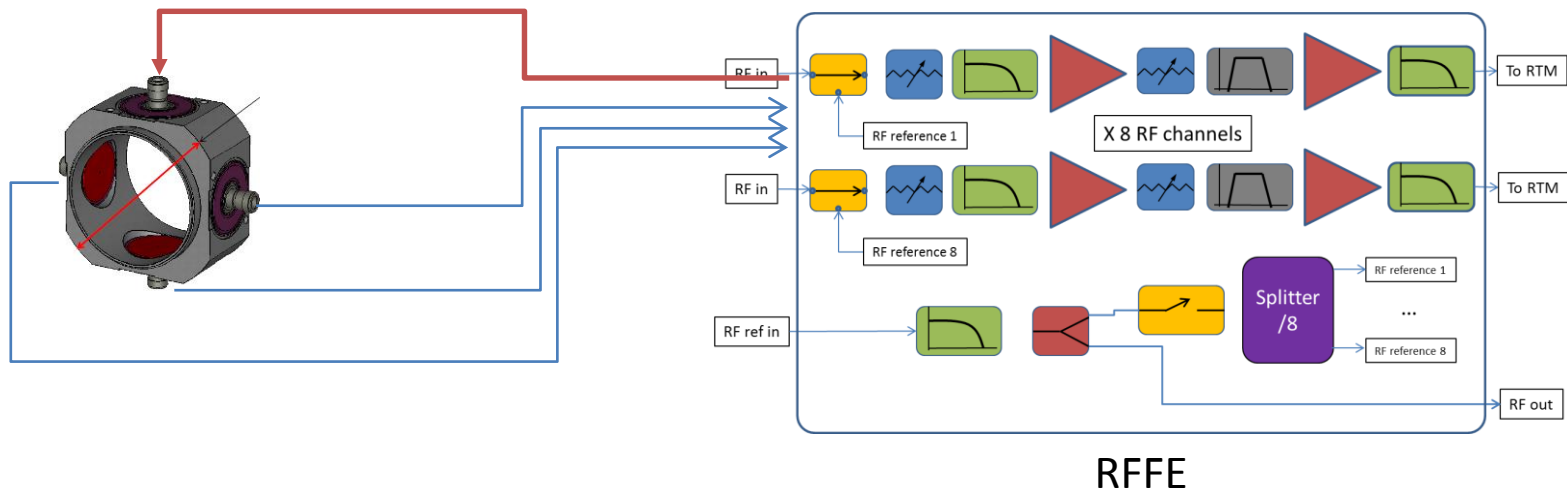 RF in
To RTM
RF reference 1
X 8 RF channels
RF in
To RTM
RF reference 8
RF reference 1
Splitter
/8
...
RF ref in
RF reference 8
RF out
RFFE